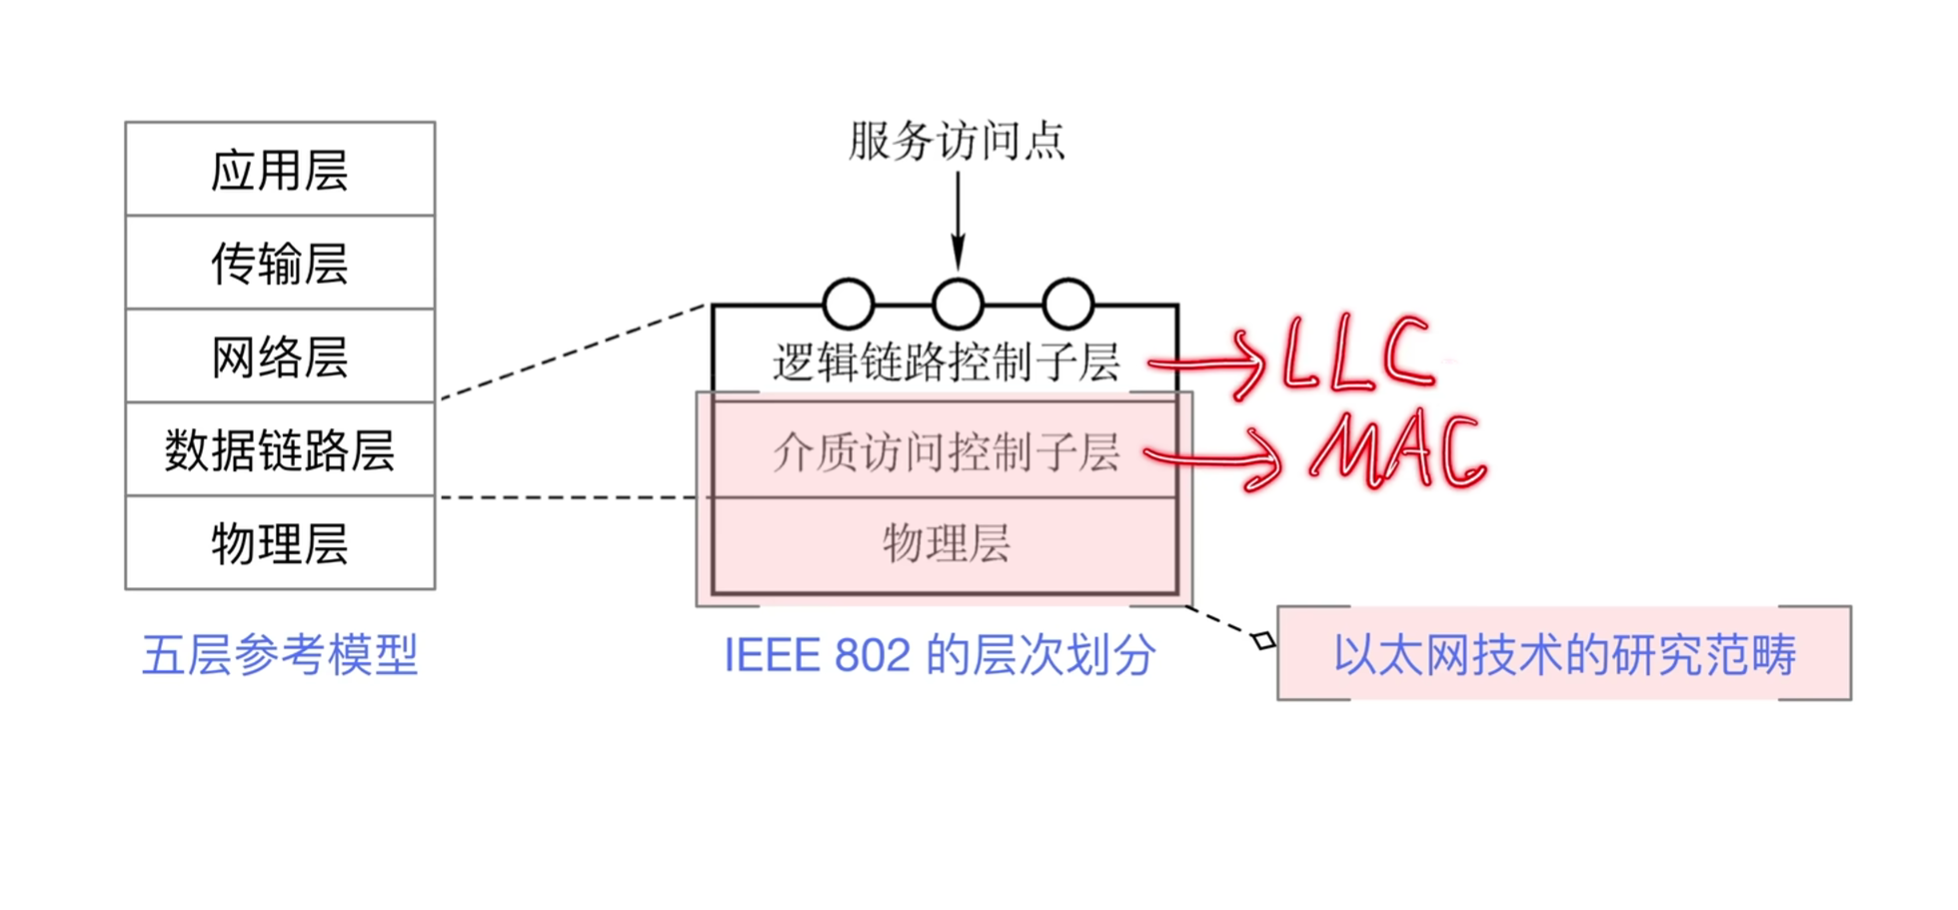 应用层
传输层
网络层
数据链路层
物理层
五层参考模型
服务访问点
逻辑链路控制子层
LLC
介质访问控制子层
MAC
物理层
IEEE 802 的层次划分
以太网技术的研究范畴